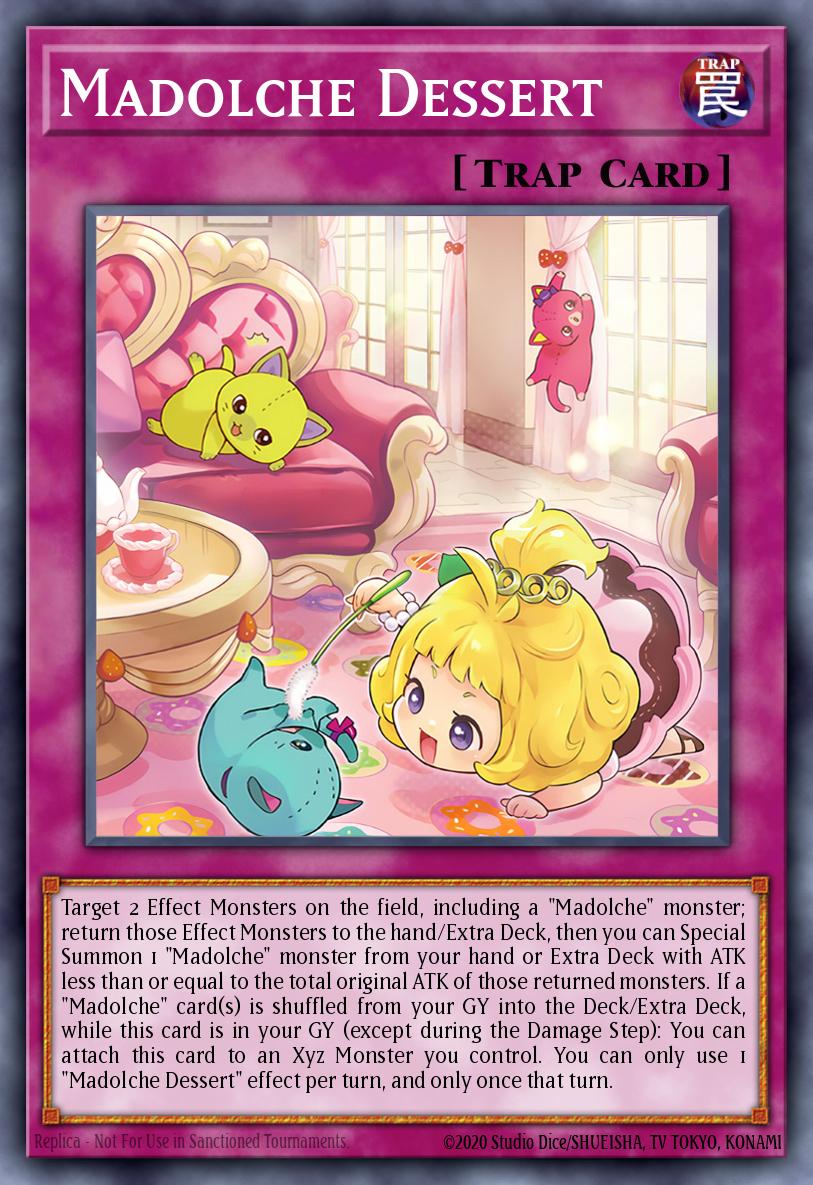 Madolche Dessert
TRAP
罠
[Trap Card]
Target 2 Effect Monsters on the field, including a "Madolche" monster;
return those Effect Monsters to the hand/Extra Deck, then you can Special
Summon 1 "Madolche" monster from your hand or Extra Deck with ATK
less than or equal to the total original ATK of those returned monsters. If a
"Madolche" card(s) is shuffled from your GY into the Deck/Extra Deck,
while this card is in your GY (except during the Damage Step): You can
attach this card to an Xyz Monster you control. You can only use 1
"Madolche Dessert" effect per turn, and only once that turn.
Replica - Not For Use in Sanctioned Tournaments.
©2020 Studio Dice/SHUEISHA, TV TOKYO, KONAMI